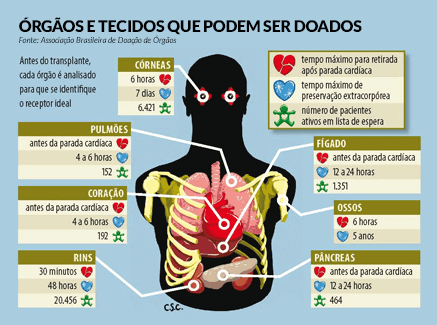 ÓRGÃOS E TECIDOS QUE PODEM SER DOADOS
Fonte: Associação Brasileira de Doação de Órgãos
Antes do transplante,
cada órgão é analisado
para que se identifique
o receptor ideal
CÓRNEAS
6 horas
7 dias
6.421
tempo máximo para retirada
após parada cardíaca
tempo máximo de
preservação extracorpórea
número de pacientes
ativos em lista de espera
PULMÕES
antes da parada cardíaca
4 a 6 horas
152
FÍGADO
antes da parada cardíaca
12 a 24 horas
1.351
CORAÇÃO
antes da parada cardíaca
4 a 6 horas
192
OSSOS
6 horas
5 anos
RINS
30 minutos
48 horas
20.456
PÂNCREAS
antes da parada cardíaca
12 a 24 horas
464
C.S.C.